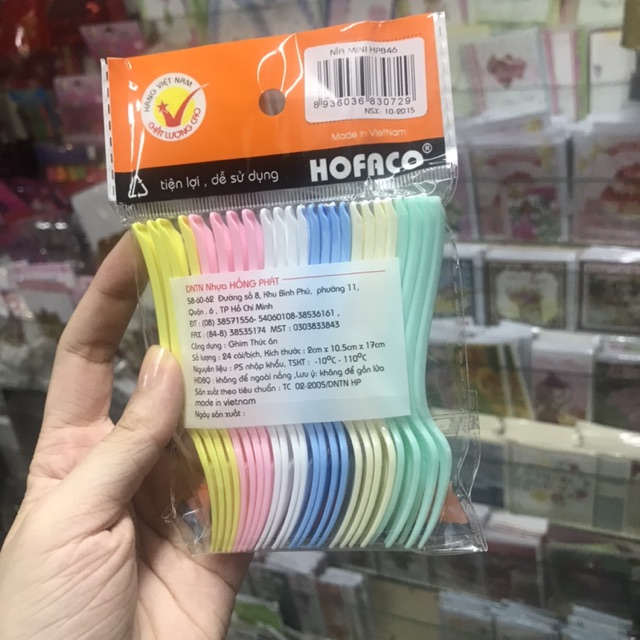 NĨA MINI HP846
8 936036 830729
NSX: 10-2015
HÀNG VIỆT NAM
CHẤT LƯỢNG CAO
Made in VietNam
HOFACO®
tiện lợi , dễ sử dụng
DNTN Nhựa HỒNG PHÁT
58-60-62 Đường số 8, Khu Bình Phú, phường 11,
Quận : 6 , TP Hồ Chí Minh
ĐT : (08) 38571556- 54060108-38536161 ,
FAX : (84-8) 38535174 MST : 0303833843
Công dụng : Ghim Thức ăn
Số lượng : 24 cái/bịch, Kích thước : 2cm x 10.5cm x 17cm
Nguyên liệu : PS nhập khẩu, TSKT : -10°C - 110°C
HDBQ : không để ngoài nắng ,Lưu ý: không để gần lửa
Sản xuất theo tiêu chuẩn : TC 02-2005/DNTN HP
made in vietnam
Ngày sản xuất :